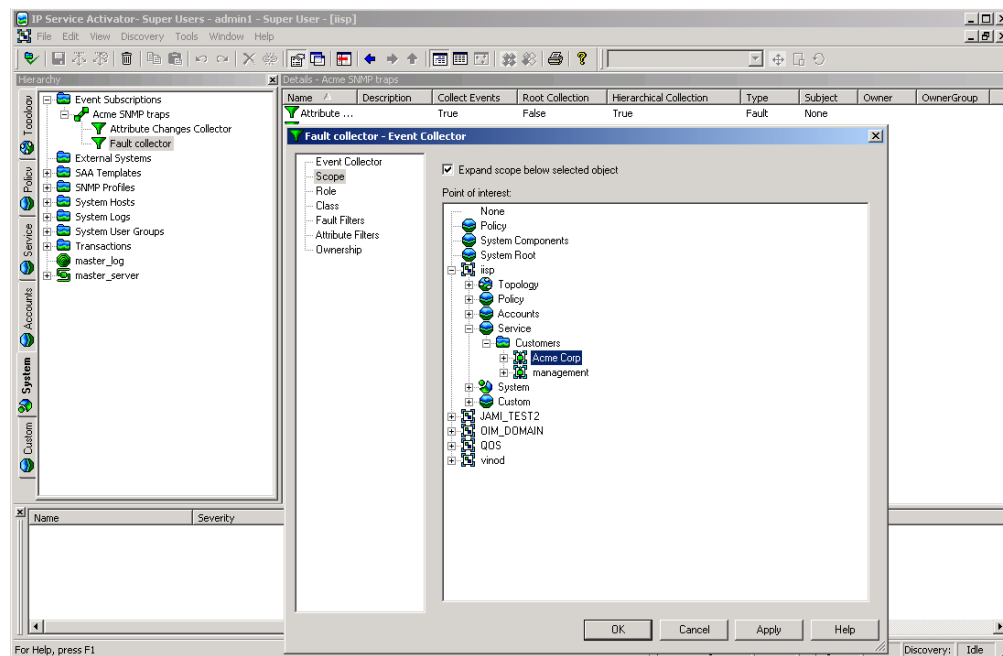 IP Service Activator- Super Users - admin1 - Super User - [iisp]
File Edit View Discovery Tools Window Help
Hierarchy
Details - Acme SNMP traps
Topology
Policy
Service
Accounts
System
Custom
Event Subscriptions
Acme SNMP traps
Attribute Changes Collector
Fault collector
External Systems
SAA Templates
SNMP Profiles
System Hosts
System Logs
System User Groups
Transactions
master_log
master_server
Name Description Collect Events Root Collection Hierarchical Collection Type Subject Owner OwnerGroup
Attribute ... True False True Fault None
Fault collector - Event Collector
Event Collector
Scope
Role
Class
Fault Filters
Attribute Filters
Ownership
Expand scope below selected object
Point of interest:
None
Policy
System Components
System Root
iisp
Topology
Policy
Accounts
Service
Customers
Acme Corp
management
System
Custom
JAMI_TEST2
OIM_DOMAIN
QOS
vinod
OK Cancel Apply Help
Name Severity
For Help, press F1
Discovery: Idle